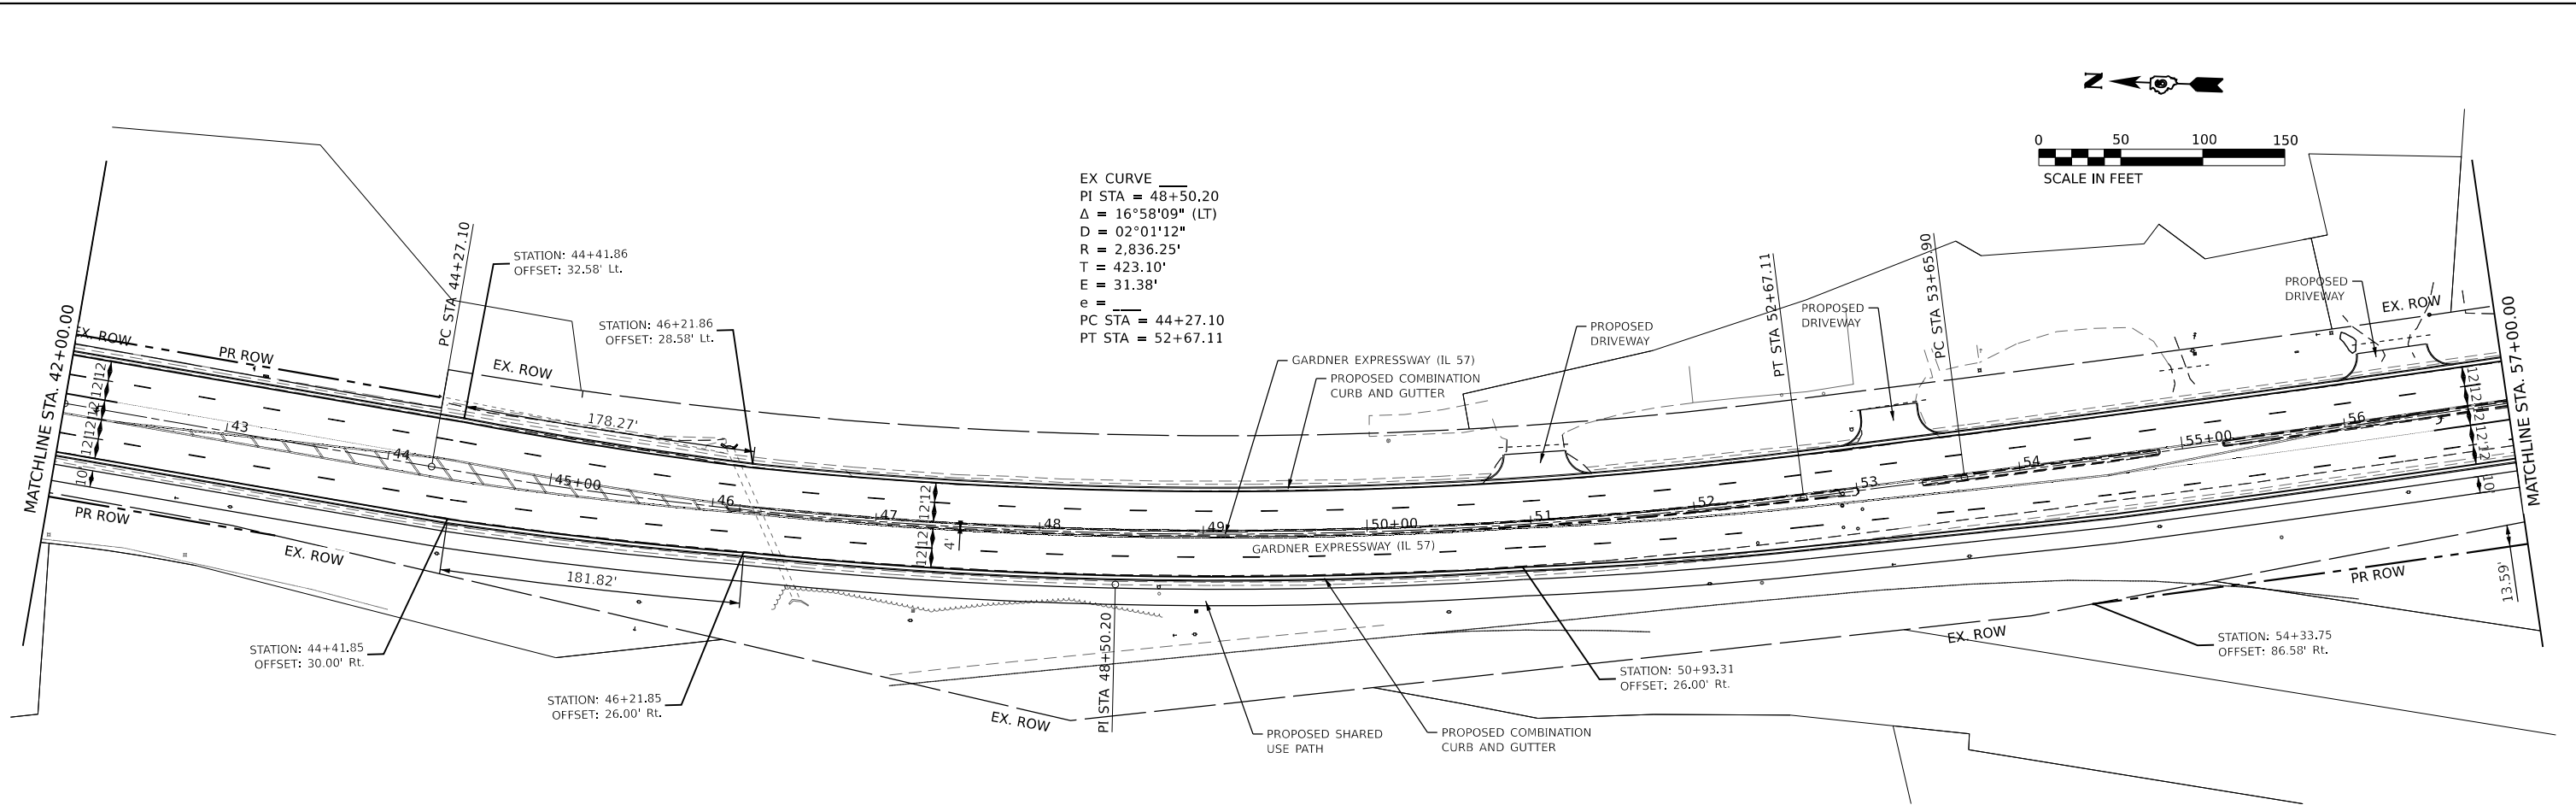 N
0 50 100 150
SCALE IN FEET
EX CURVE ____
PI STA = 48+50.20
Δ = 16°58'09" (LT)
D = 02°01'12"
R = 2,836.25'
T = 423.10'
E = 31.38'
e = ____
PC STA = 44+27.10
PT STA = 52+67.11
MATCHLINE STA. 42+00.00
EX. ROW
PR ROW
PC STA 44+27.10
STATION: 44+41.86
OFFSET: 32.58' Lt.
STATION: 46+21.86
OFFSET: 28.58' Lt.
EX. ROW
178.27'
GARDNER EXPRESSWAY (IL 57)
PROPOSED COMBINATION
CURB AND GUTTER
PROPOSED
DRIVEWAY
PT STA 52+67.11
PROPOSED
DRIVEWAY
PC STA 53+65.90
PROPOSED
DRIVEWAY
EX. ROW
MATCHLINE STA. 57+00.00
12'
12'
12'
12'
10'
43
44
45+00
46
47
48
49
50+00
51
52
53
54
55+00
56
12'
12'
12'
12'
4'
GARDNER EXPRESSWAY (IL 57)
12'
12'
12'
12'
10'
PR ROW
EX. ROW
181.82'
STATION: 44+41.85
OFFSET: 30.00' Rt.
STATION: 46+21.85
OFFSET: 26.00' Rt.
EX. ROW
PI STA 48+50.20
PROPOSED SHARED
USE PATH
PROPOSED COMBINATION
CURB AND GUTTER
STATION: 50+93.31
OFFSET: 26.00' Rt.
EX. ROW
STATION: 54+33.75
OFFSET: 86.58' Rt.
PR ROW
13.59'